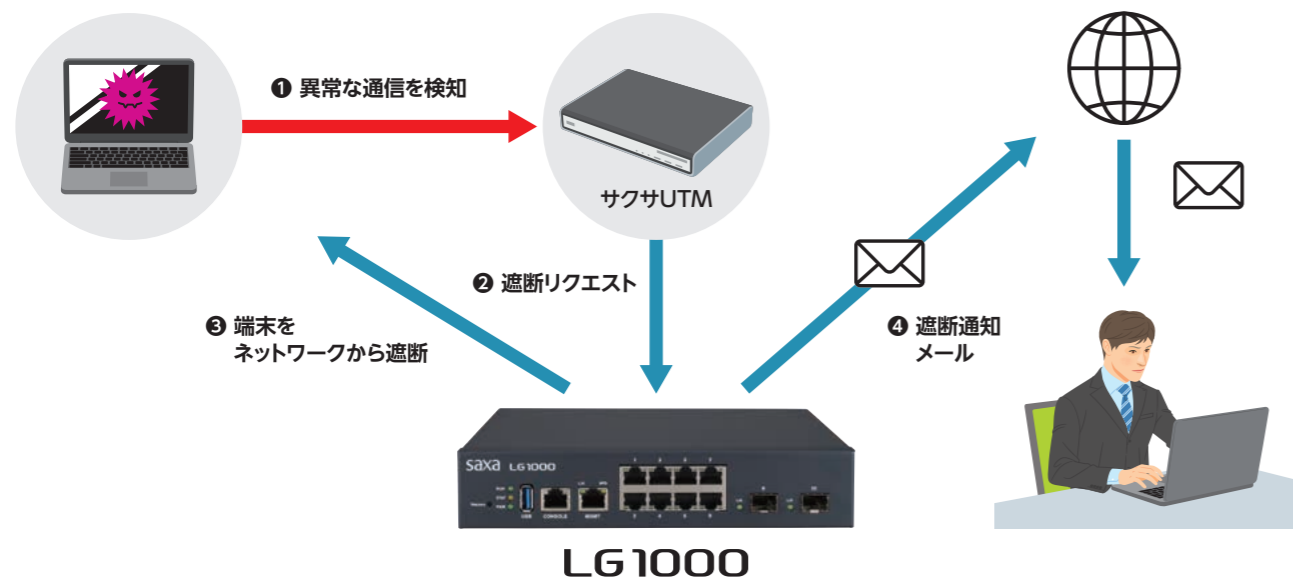 ❶ 異常な通信を検知
サクサUTM
❷ 遮断リクエスト
❸ 端末を
ネットワークから遮断
❹ 遮断通知
メール
saxa LG1000
USB
CONSOLE
MGMT
LG1000